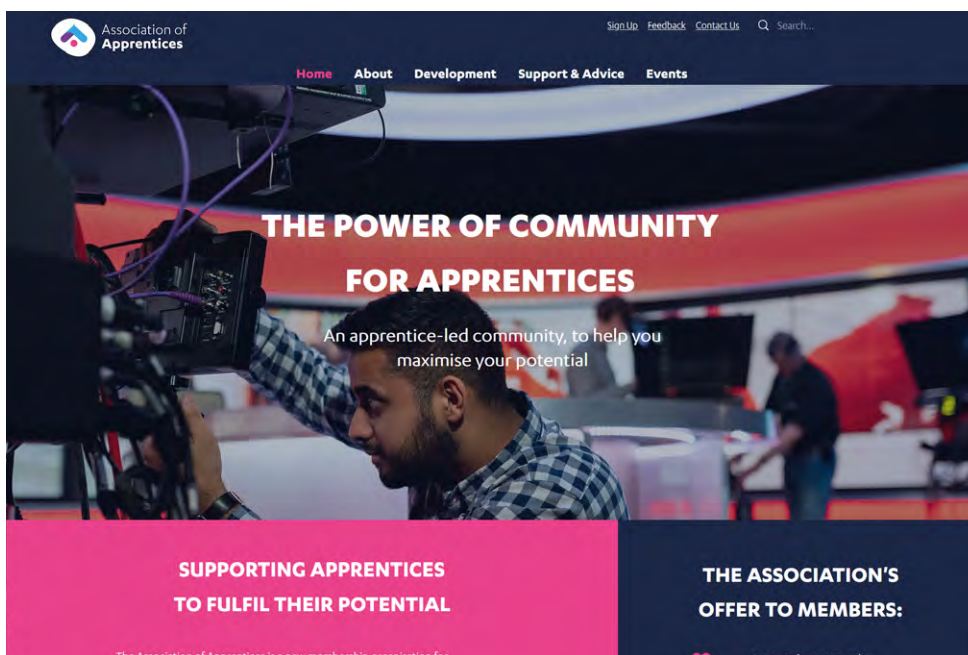 Association of
Apprentices
Sign Up Feedback Contact Us Search...
Home About Development Support & Advice Events
THE POWER OF COMMUNITY
FOR APPRENTICES
An apprentice-led community, to help you
maximise your potential
SUPPORTING APPRENTICES
TO FULFIL THEIR POTENTIAL
THE ASSOCIATION'S
OFFER TO MEMBERS: